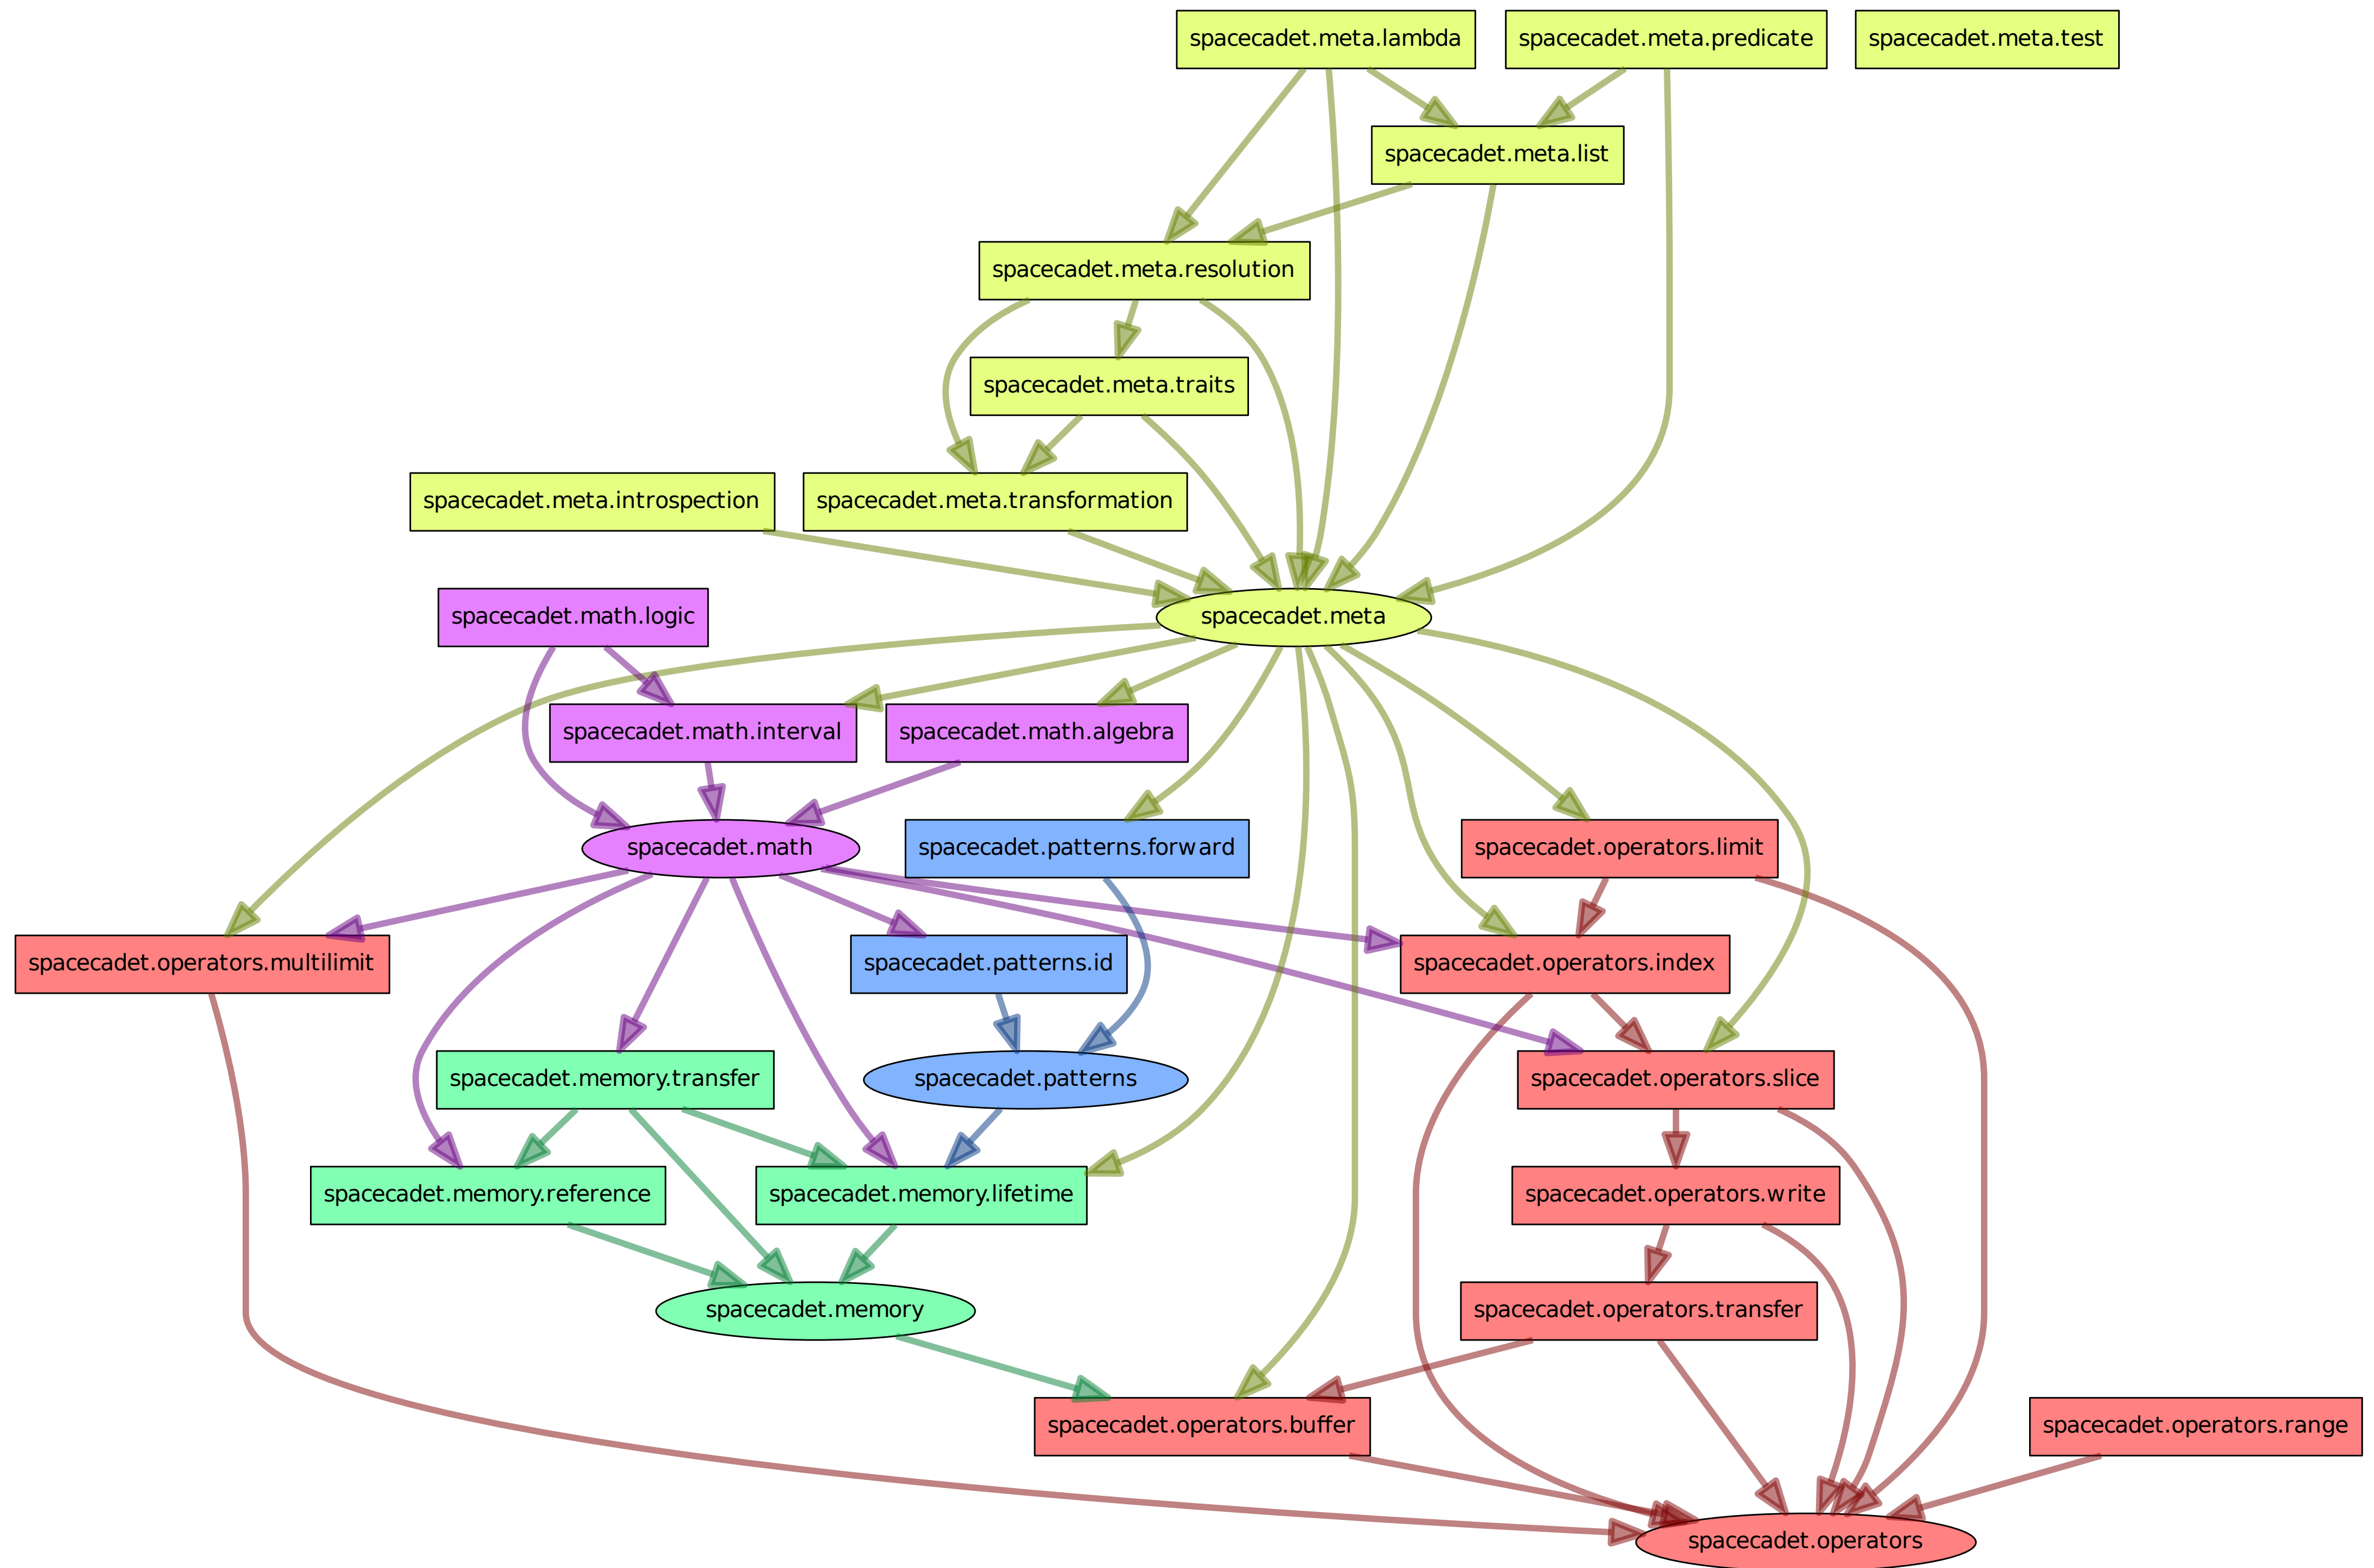 spacecadet.meta.lambda
spacecadet.meta.predicate
spacecadet.meta.test
spacecadet.meta.list
spacecadet.meta.resolution
spacecadet.meta.traits
spacecadet.meta.introspection
spacecadet.meta.transformation
spacecadet.math.logic
spacecadet.meta
spacecadet.math.interval
spacecadet.math.algebra
spacecadet.math
spacecadet.patterns.forward
spacecadet.operators.limit
spacecadet.operators.multilimit
spacecadet.patterns.id
spacecadet.operators.index
spacecadet.memory.transfer
spacecadet.patterns
spacecadet.operators.slice
spacecadet.memory.reference
spacecadet.memory.lifetime
spacecadet.operators.write
spacecadet.memory
spacecadet.operators.transfer
spacecadet.operators.buffer
spacecadet.operators.range
spacecadet.operators